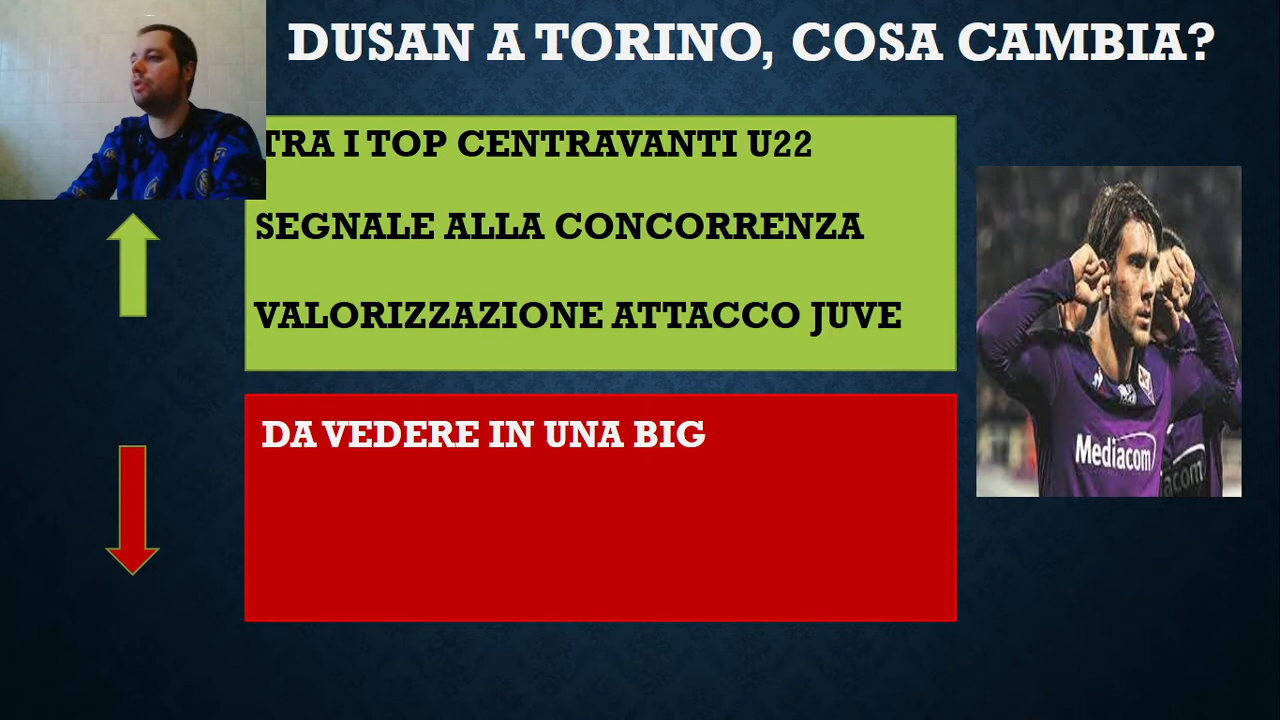 DUSAN A TORINO, COSA CAMBIA?
TRA I TOP CENTRAVANTI U22
SEGNALE ALLA CONCORRENZA
VALORIZZAZIONE ATTACCO JUVE
DA VEDERE IN UNA BIG
Mediacom
acom